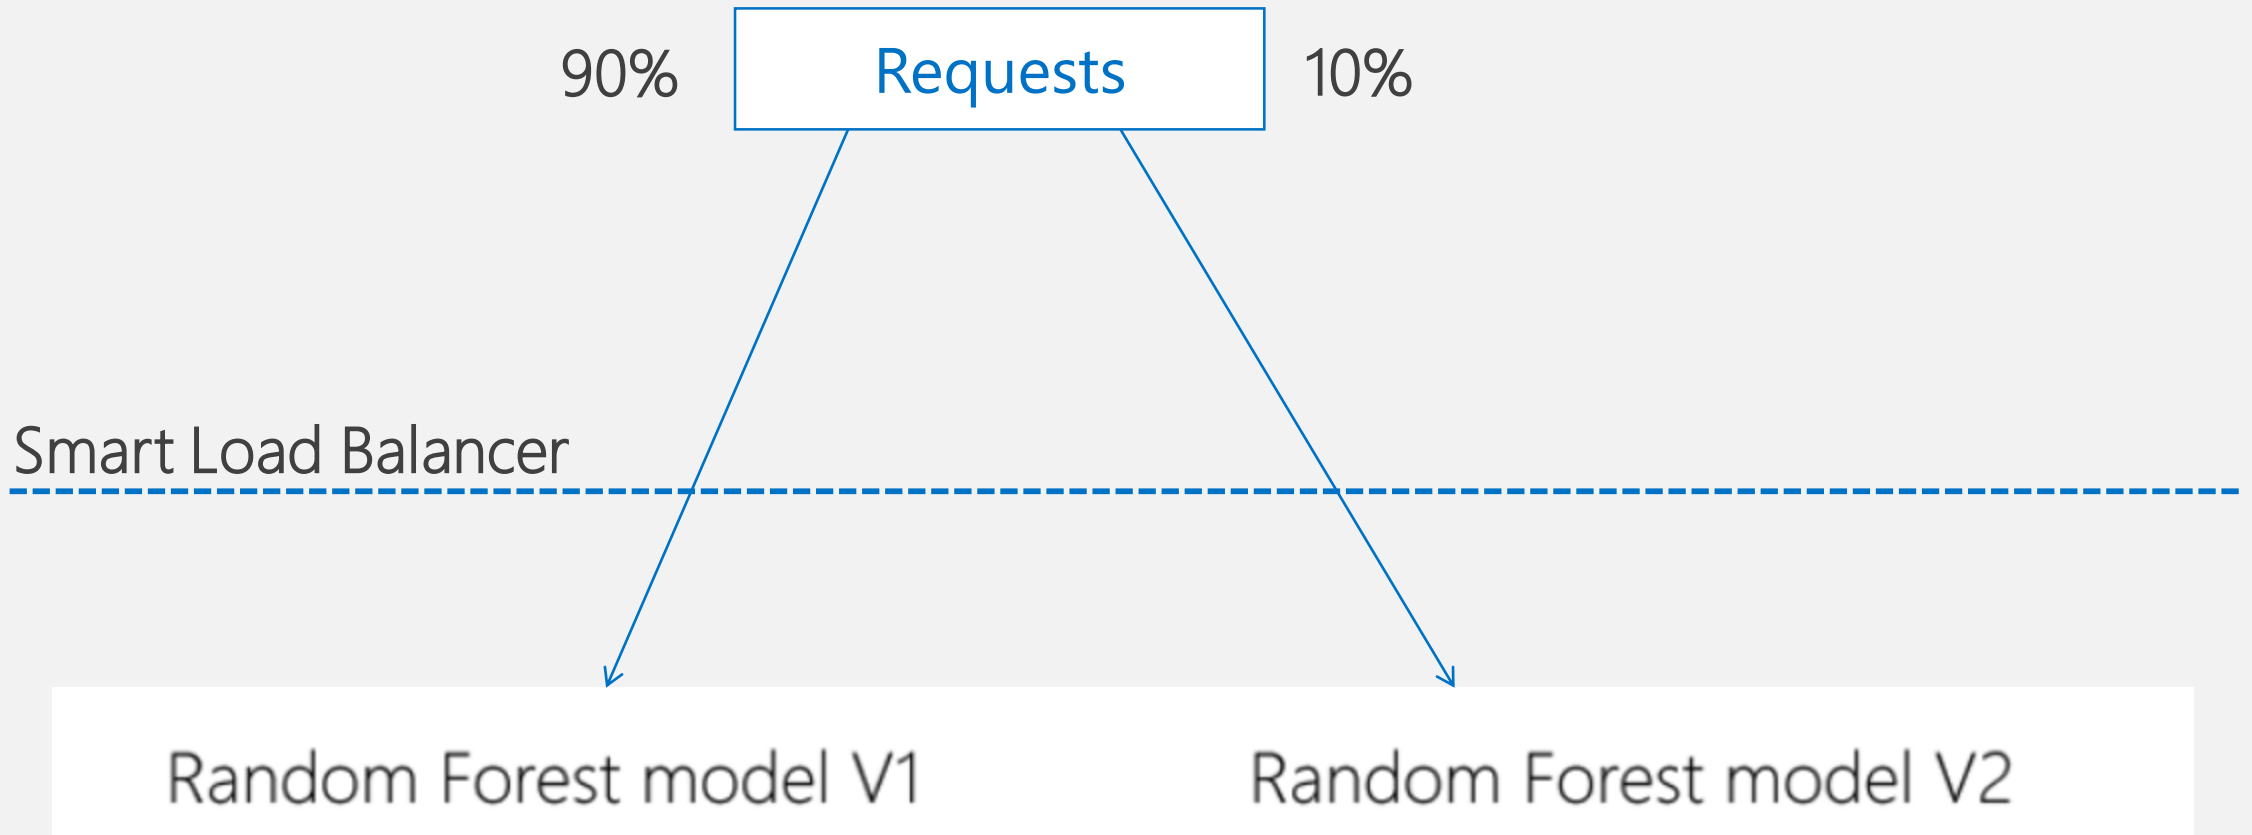 90% Requests 10%
Smart Load Balancer
Random Forest model V1 Random Forest model V2